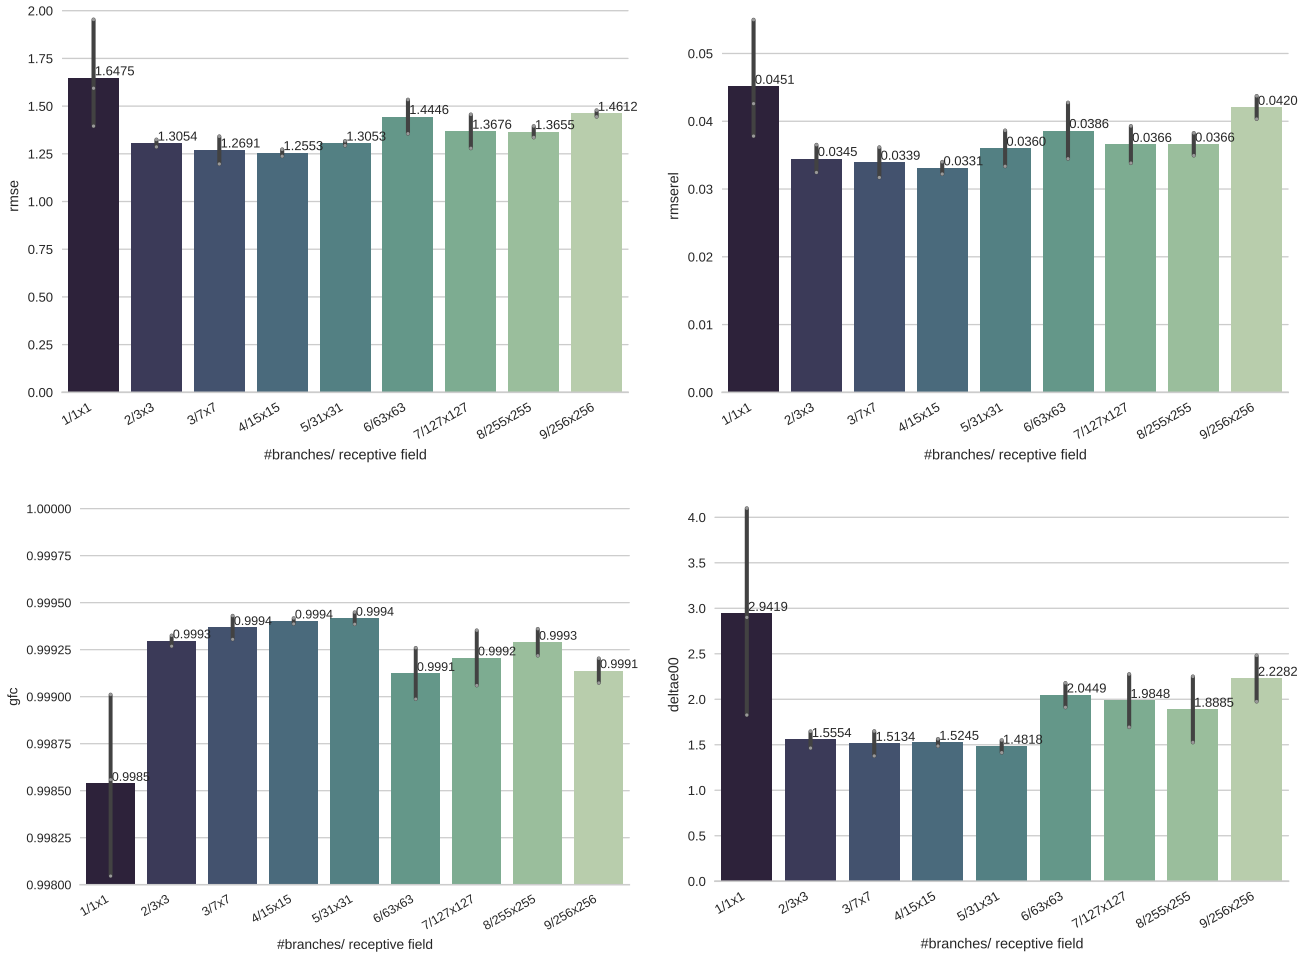 2.00
1.75
1.50
1.25
1.00
0.75
0.50
0.25
0.00
rmse
1.6475
1.3054
1.2691
1.2553
1.3053
1.4446
1.3676
1.3655
1.4612
1/1x1
2/3x3
3/7x7
4/15x15
5/31x31
6/63x63
7/127x127
8/255x255
9/256x256
#branches/ receptive field
0.05
0.04
0.03
0.02
0.01
0.00
rmserel
0.0451
0.0345
0.0339
0.0331
0.0360
0.0386
0.0366
0.0366
0.0420
1/1x1
2/3x3
3/7x7
4/15x15
5/31x31
6/63x63
7/127x127
8/255x255
9/256x256
#branches/ receptive field
1.00000
0.99975
0.99950
0.99925
0.99900
0.99875
0.99850
0.99825
0.99800
gfc
0.9985
0.9993
0.9994
0.9994
0.9994
0.9991
0.9992
0.9993
0.9991
1/1x1
2/3x3
3/7x7
4/15x15
5/31x31
6/63x63
7/127x127
8/255x255
9/256x256
#branches/ receptive field
4.0
3.5
3.0
2.5
2.0
1.5
1.0
0.5
0.0
deltae00
2.9419
1.5554
1.5134
1.5245
1.4818
2.0449
1.9848
1.8885
2.2282
1/1x1
2/3x3
3/7x7
4/15x15
5/31x31
6/63x63
7/127x127
8/255x255
9/256x256
#branches/ receptive field